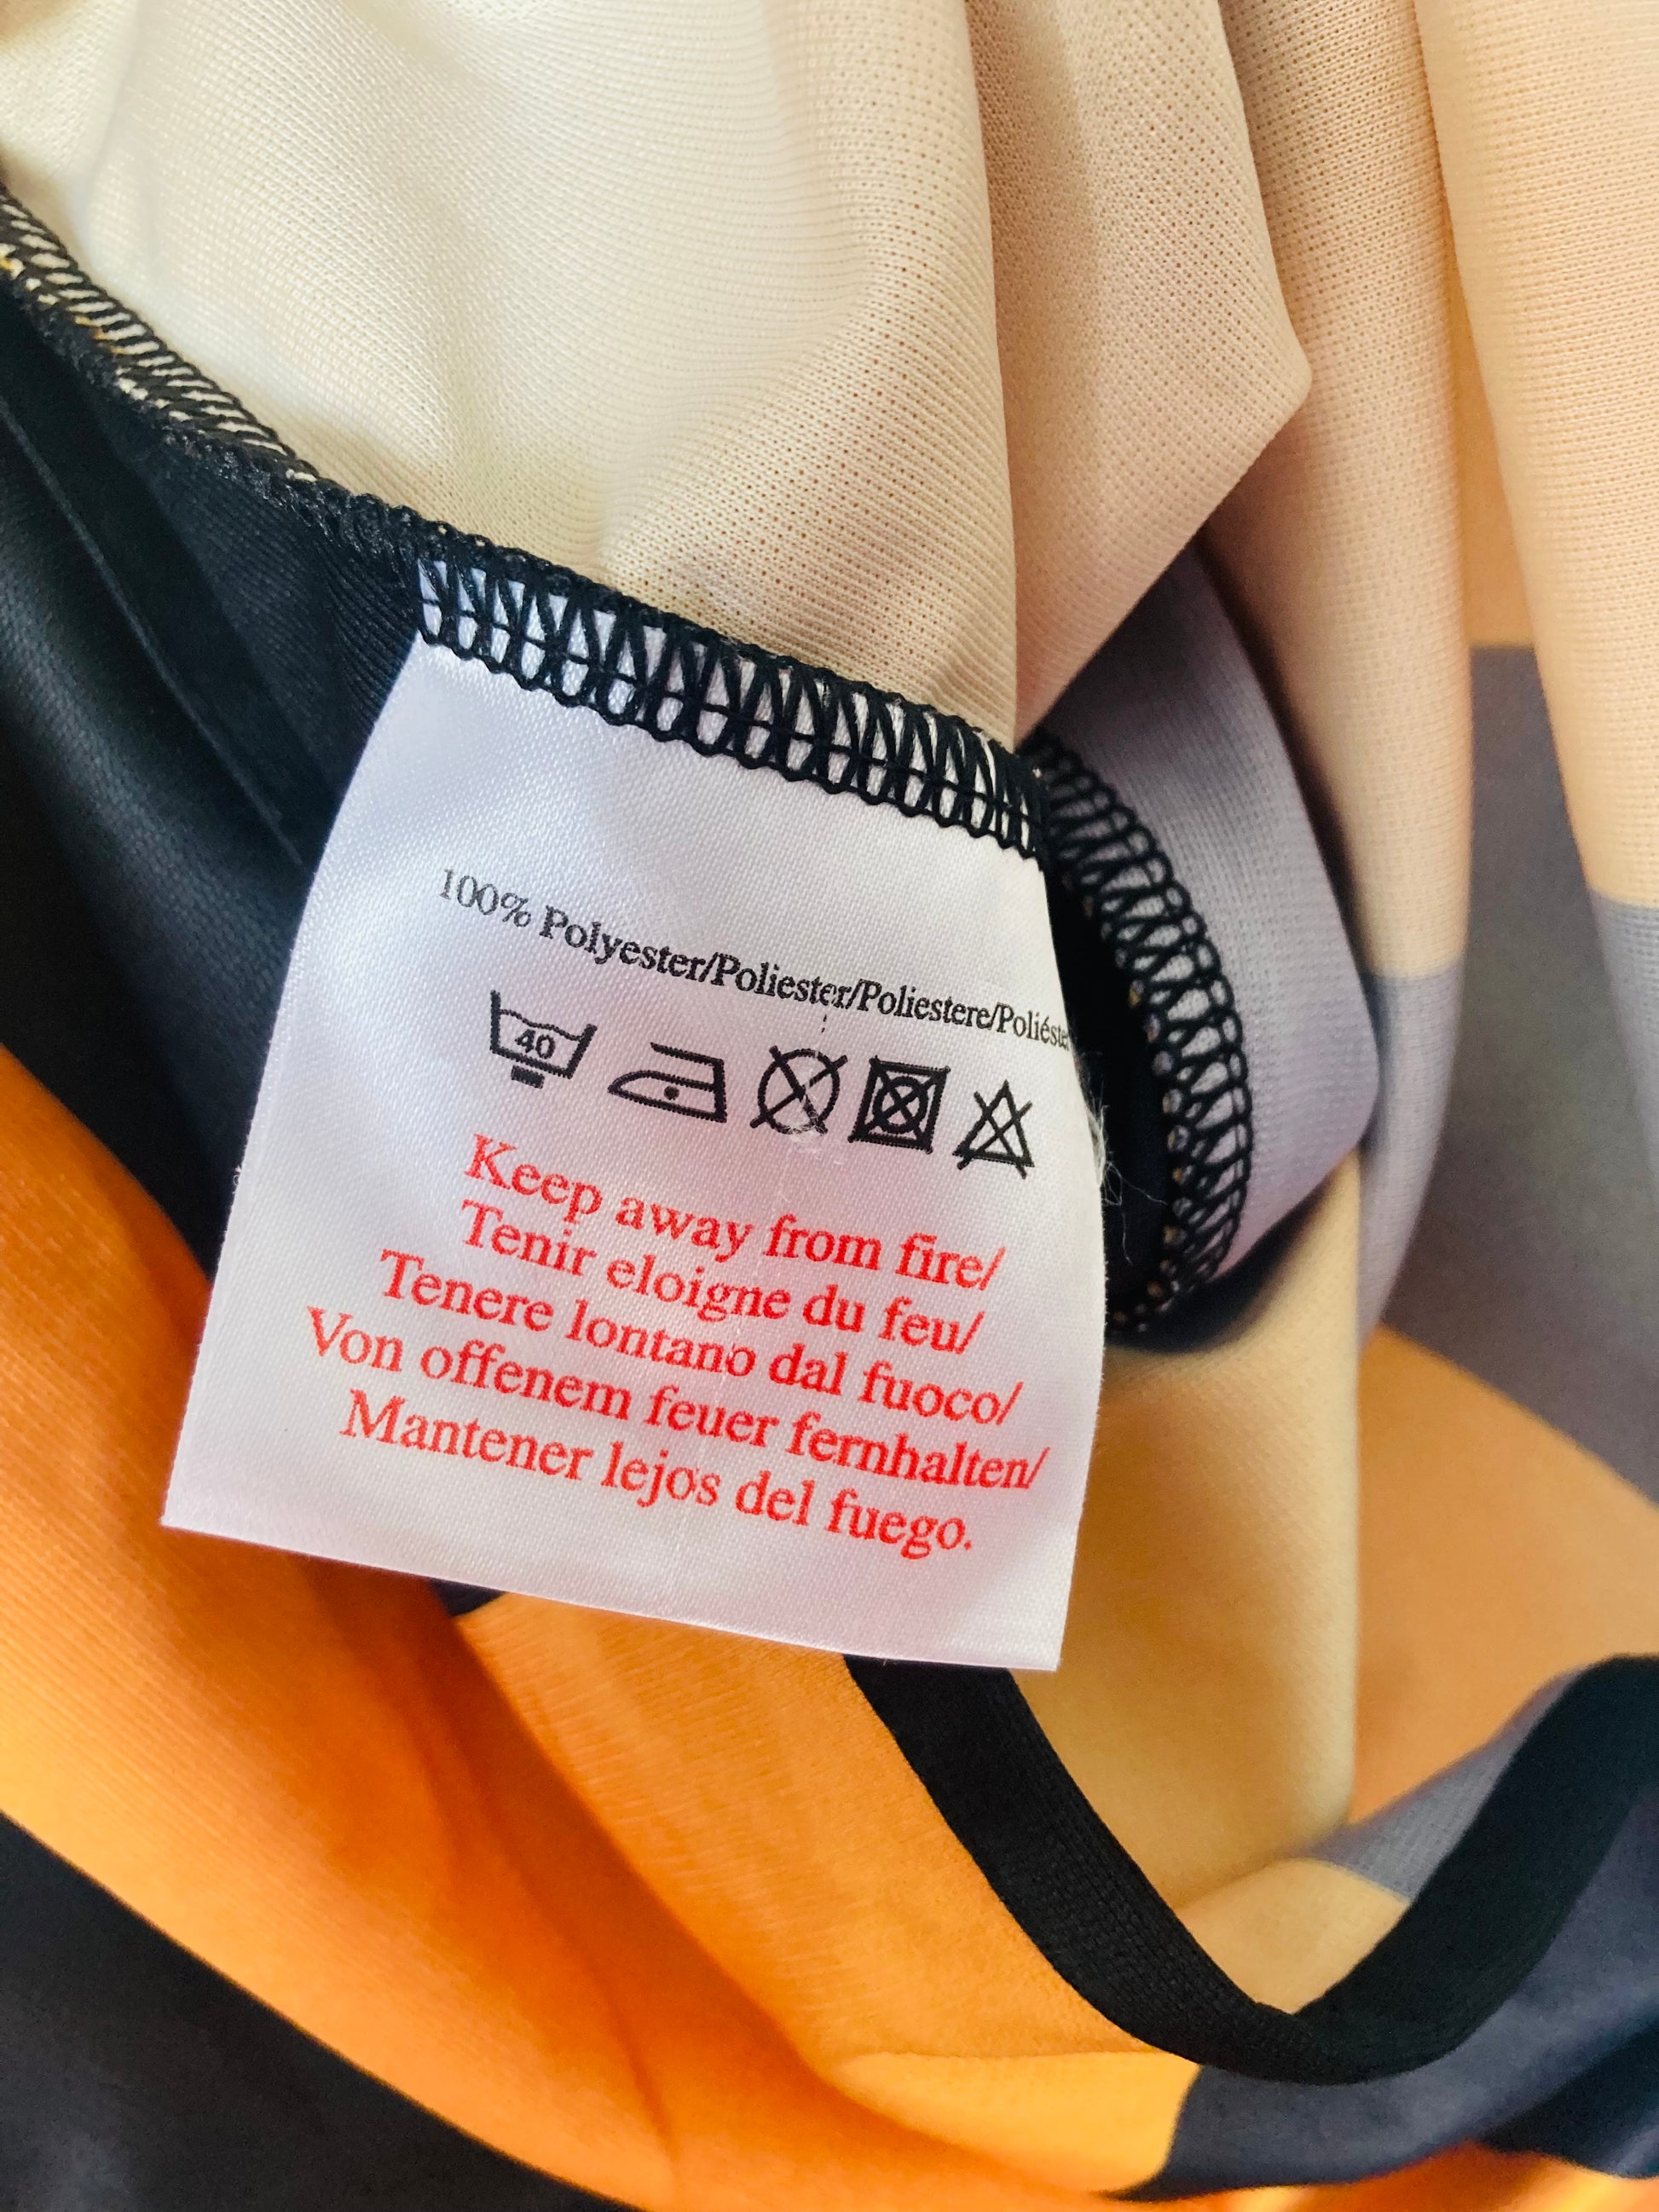 100% Polyester/Poliester/Poliestere/Poliéster
40
Keep away from fire/
Tenir eloigne du feu/
Tenere lontano dal fuoco/
Von offenem feuer fernhalten/
Mantener lejos del fuego.